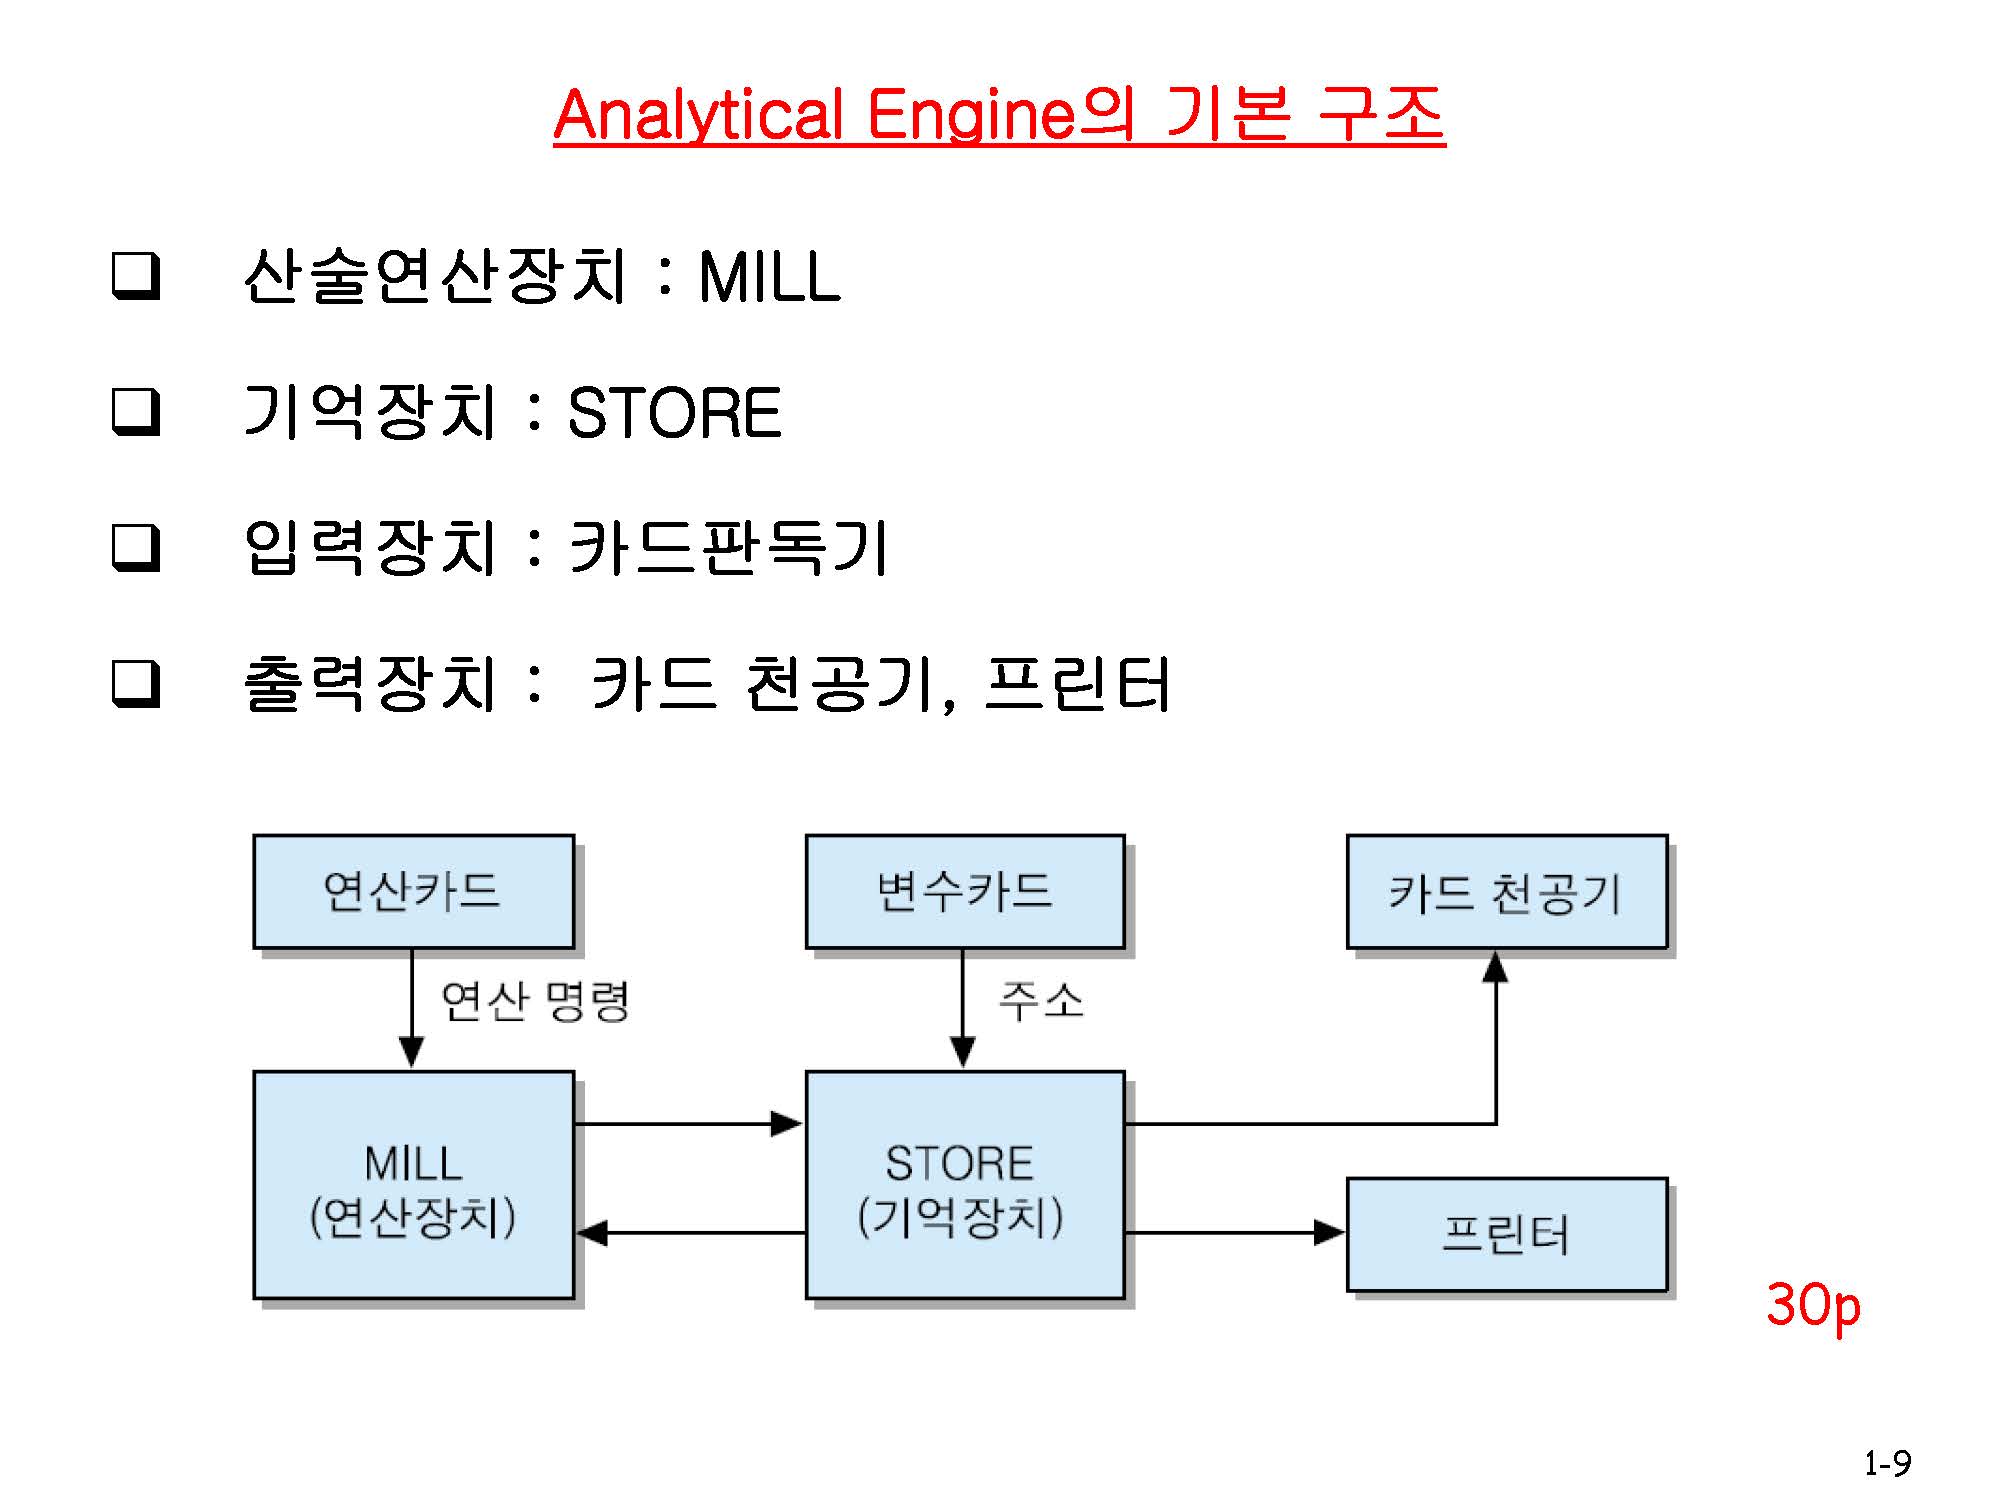 Analytical Engine의 기본 구조
산술연산장치 : MILL
기억장치 : STORE
입력장치 : 카드판독기
출력장치 : 카드 천공기, 프린터
연산카드
변수카드
카드 천공기
연산 명령
주소
MILL
(연산장치)
STORE
(기억장치)
프린터
30p
1-9